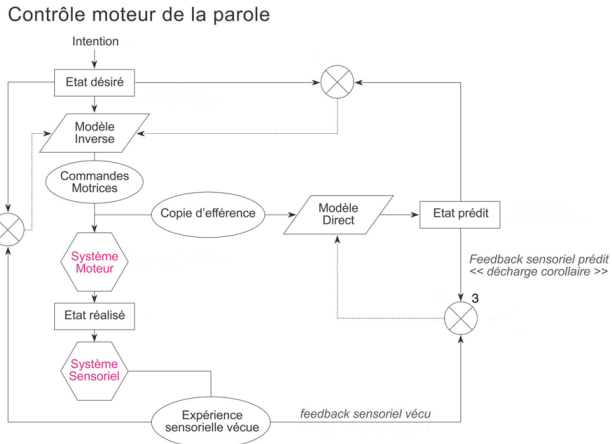 Contrôle moteur de la parole
Intention
Etat désiré
Modèle
Inverse
Commandes
Motrices
Copie d'efférence
Modèle
Direct
Etat prédit
Feedback sensoriel prédit
<< décharge corollaire >>
Système
Moteur
3
Etat réalisé
Système
Sensoriel
Expérience
sensorielle vécue
feedback sensoriel vécu